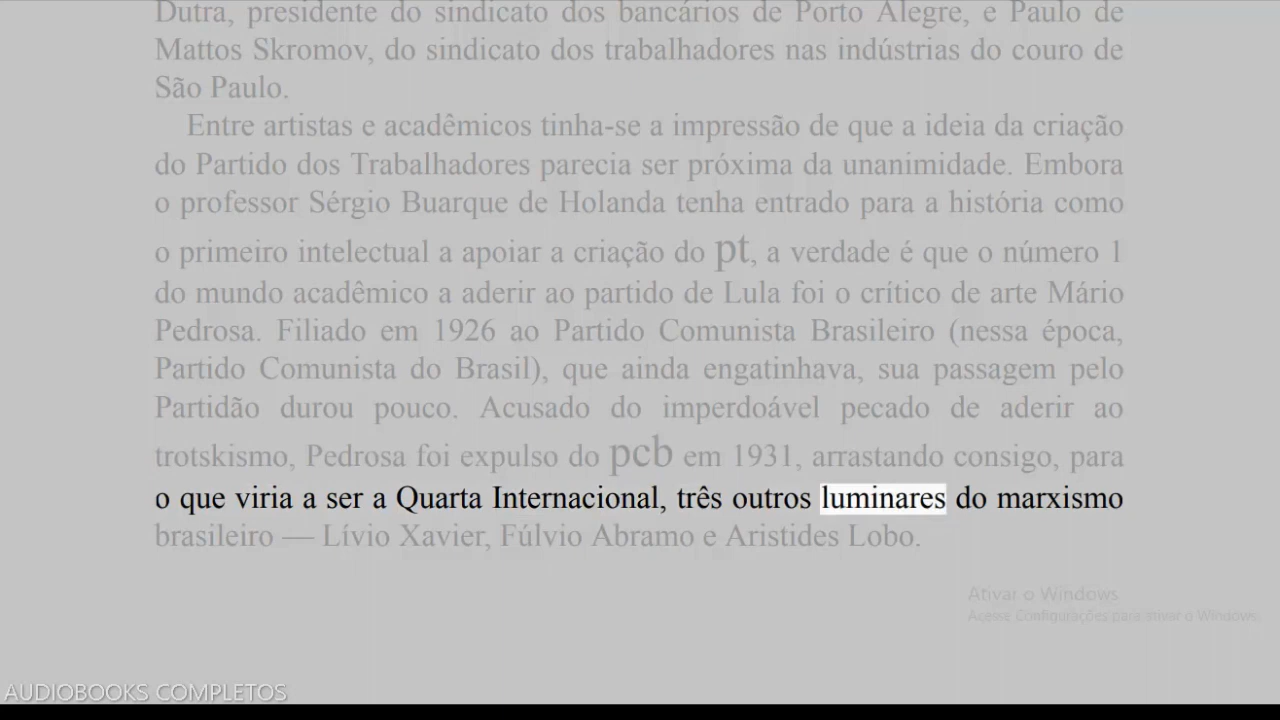 Dutra, presidente do sindicato dos bancários de Porto Alegre, e Paulo de
Mattos Skromov, do sindicato dos trabalhadores nas indústrias do couro de
São Paulo.
Entre artistas e acadêmicos tinha-se a impressão de que a ideia da criação
do Partido dos Trabalhadores parecia ser próxima da unanimidade. Embora
o professor Sérgio Buarque de Holanda tenha entrado para a história como
o primeiro intelectual a apoiar a criação do pt, a verdade é que o número 1
do mundo acadêmico a aderir ao partido de Lula foi o crítico de arte Mário
Pedrosa. Filiado em 1926 ao Partido Comunista Brasileiro (nessa época,
Partido Comunista do Brasil), que ainda engatinhava, sua passagem pelo
Partidão durou pouco. Acusado do imperdoável pecado de aderir ao
trotskismo, Pedrosa foi expulso do pcb em 1931, arrastando consigo, para
o que viria a ser a Quarta Internacional, três outros luminares do marxismo
brasileiro — Lívio Xavier, Fúlvio Abramo e Aristides Lobo.
Ativar o Windows
Acesse Configurações para ativar o Windows.
AUDIOBOOKS COMPLETOS